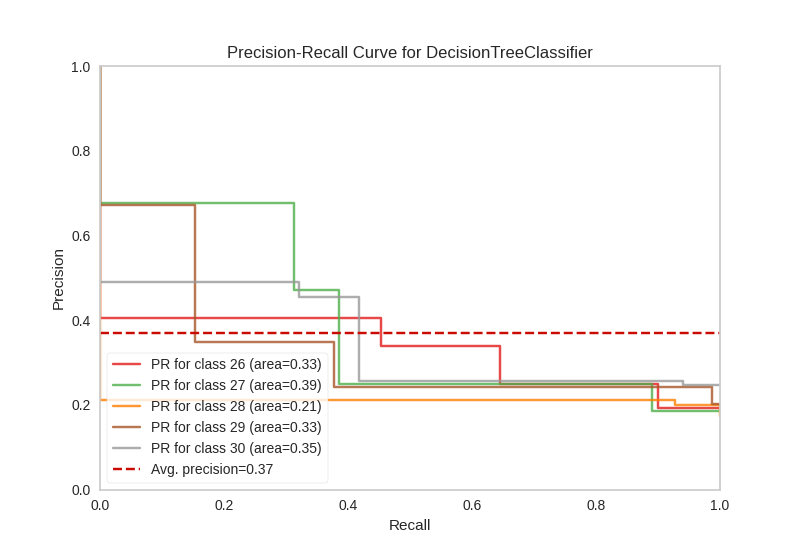 Precision-Recall Curve for DecisionTreeClassifier
1.0
0.8
0.6
0.4
0.2
0.0
Precision
PR for class 26 (area=0.33)
PR for class 27 (area=0.39)
PR for class 28 (area=0.21)
PR for class 29 (area=0.33)
PR for class 30 (area=0.35)
Avg. precision=0.37
0.0 0.2 0.4 0.6 0.8 1.0
Recall